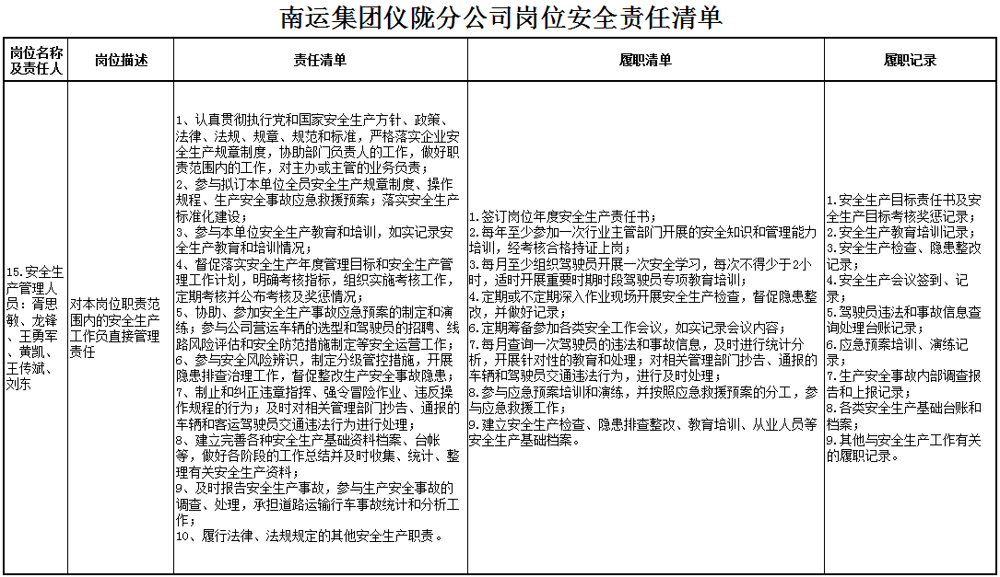 南运集团仪陇分公司岗位安全责任清单
岗位名称
及责任人
岗位描述
责任清单
履职清单
履职记录
15.安全生
产管理人
员：胥思
敏、龙锋
、王勇军
、黄凯、
王传斌、
刘东
对本岗位职责范
围内的安全生产
工作负直接管理
责任
1、认真贯彻执行党和国家安全生产方针、政策、
法律、法规、规章、规范和标准，严格落实企业安
全生产规章制度，协助部门负责人的工作，做好职
责范围内的工作，对主办或主管的业务负责；
2、参与拟订本单位全员安全生产规章制度、操作
规程、生产安全事故应急救援预案；落实安全生产
标准化建设；
3、参与本单位安全生产教育和培训，如实记录安
全生产教育和培训情况；
4、督促落实安全生产年度管理目标和安全生产管
理工作计划，明确考核指标，组织实施考核工作，
定期考核并公布考核及奖惩情况；
5、协助、参加安全生产事故应急预案的制定和演
练；参与公司营运车辆的选型和驾驶员的招聘、线
路风险评估和安全防范措施制定等安全运营工作；
6、参与安全风险辨识，制定分级管控措施，开展
隐患排查治理工作，督促整改生产安全事故隐患；
7、制止和纠正违章指挥、强令冒险作业、违反操
作规程的行为；及时对相关管理部门抄告、通报的
车辆和客运驾驶员交通违法行为进行处理；
8、建立完善各种安全生产基础资料档案、台帐
等，做好各阶段的工作总结并及时收集、统计、整
理有关安全生产资料；
9、及时报告安全生产事故，参与生产安全事故的
调查、处理，承担道路运输行车事故统计和分析工
作；
10、履行法律、法规规定的其他安全生产职责。
1.签订岗位年度安全生产责任书；
2.每年至少参加一次行业主管部门开展的安全知识和管理能力
培训，经考核合格持证上岗；
3.每月至少组织驾驶员开展一次安全学习，每次不得少于2小
时，适时开展重要时期时段驾驶员专项教育培训；
4.定期或不定期深入作业现场开展安全生产检查，督促隐患整
改，并做好记录；
6.定期筹备参加各类安全工作会议，如实记录会议内容；
7.每月查询一次驾驶员的违法和事故信息，及时进行统计分
析，开展针对性的教育和处理；对相关管理部门抄告、通报的
车辆和驾驶员交通违法行为，进行及时处理；
8.参与应急预案培训和演练，并按照应急救援预案的分工，参
与应急救援工作；
9.建立安全生产检查、隐患排查整改、教育培训、从业人员等
安全生产基础档案。
1.安全生产目标责任书及安
全生产目标考核奖惩记录；
2.安全生产教育培训记录；
3.安全生产检查、隐患整改
记录；
4.安全生产会议签到、记
录；
5.驾驶员违法和事故信息查
询处理台账记录；
6.应急预案培训、演练记
录；
7.生产安全事故内部调查报
告和上报记录；
8.各类安全生产基础台账和
档案；
9.其他与安全生产工作有关
的履职记录。